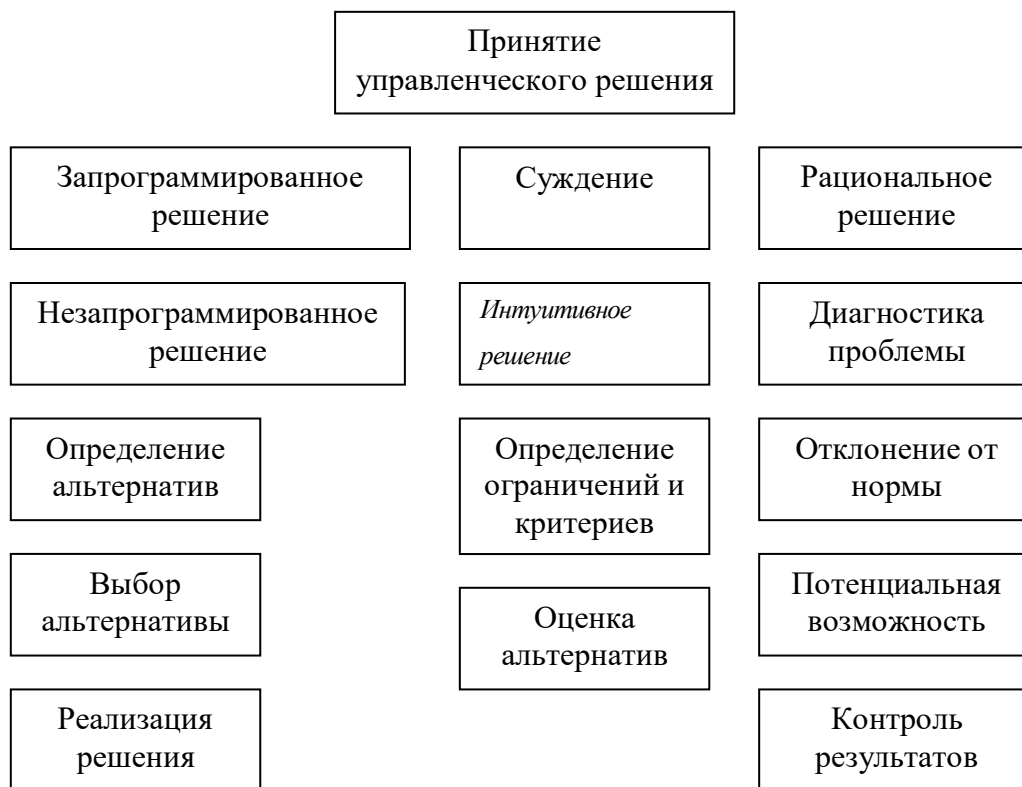 Принятие
управленческого решения
Запрограммированное
решение
Суждение
Рациональное
решение
Незапрограммированное
решение
Интуитивное
решение
Диагностика
проблемы
Определение
альтернатив
Определение
ограничений и
критериев
Отклонение от
нормы
Выбор
альтернативы
Оценка
альтернатив
Потенциальная
возможность
Реализация
решения
Контроль
результатов